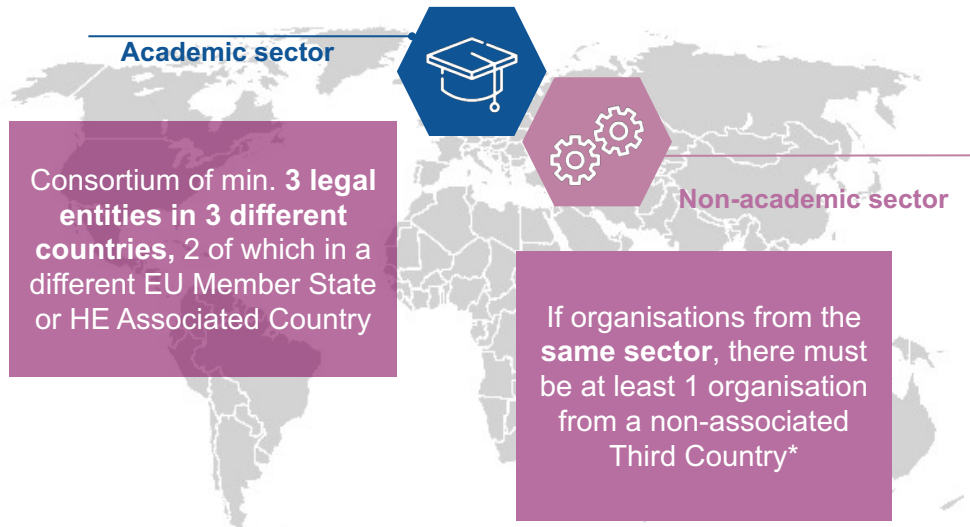 Academic sector
Consortium of min. 3 legal
entities in 3 different
countries, 2 of which in a
different EU Member State
or HE Associated Country
Non-academic sector
If organisations from the
same sector, there must
be at least 1 organisation
from a non-associated
Third Country*